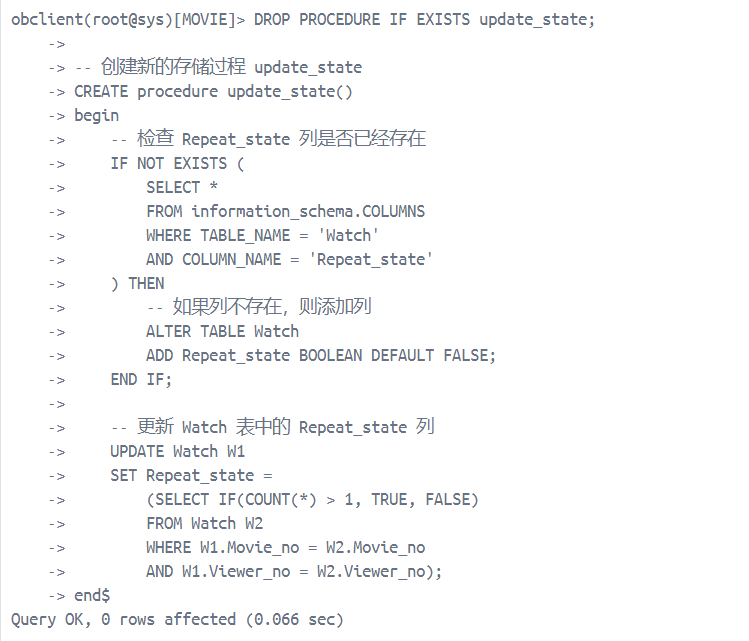 obclient(root@sys)[MOVIE]> DROP PROCEDURE IF EXISTS update_state;
    ->
    -> -- 创建新的存储过程 update_state
    -> CREATE procedure update_state()
    -> begin
    ->     -- 检查 Repeat_state 列是否已经存在
    ->     IF NOT EXISTS (
    ->         SELECT *
    ->         FROM information_schema.COLUMNS
    ->         WHERE TABLE_NAME = 'Watch'
    ->         AND COLUMN_NAME = 'Repeat_state'
    ->     ) THEN
    ->         -- 如果列不存在，则添加列
    ->         ALTER TABLE Watch
    ->         ADD Repeat_state BOOLEAN DEFAULT FALSE;
    ->     END IF;
    ->
    ->     -- 更新 Watch 表中的 Repeat_state 列
    ->     UPDATE Watch W1
    ->     SET Repeat_state =
    ->         (SELECT IF(COUNT(*) > 1, TRUE, FALSE)
    ->         FROM Watch W2
    ->         WHERE W1.Movie_no = W2.Movie_no
    ->         AND W1.Viewer_no = W2.Viewer_no);
    -> end$
Query OK, 0 rows affected (0.066 sec)